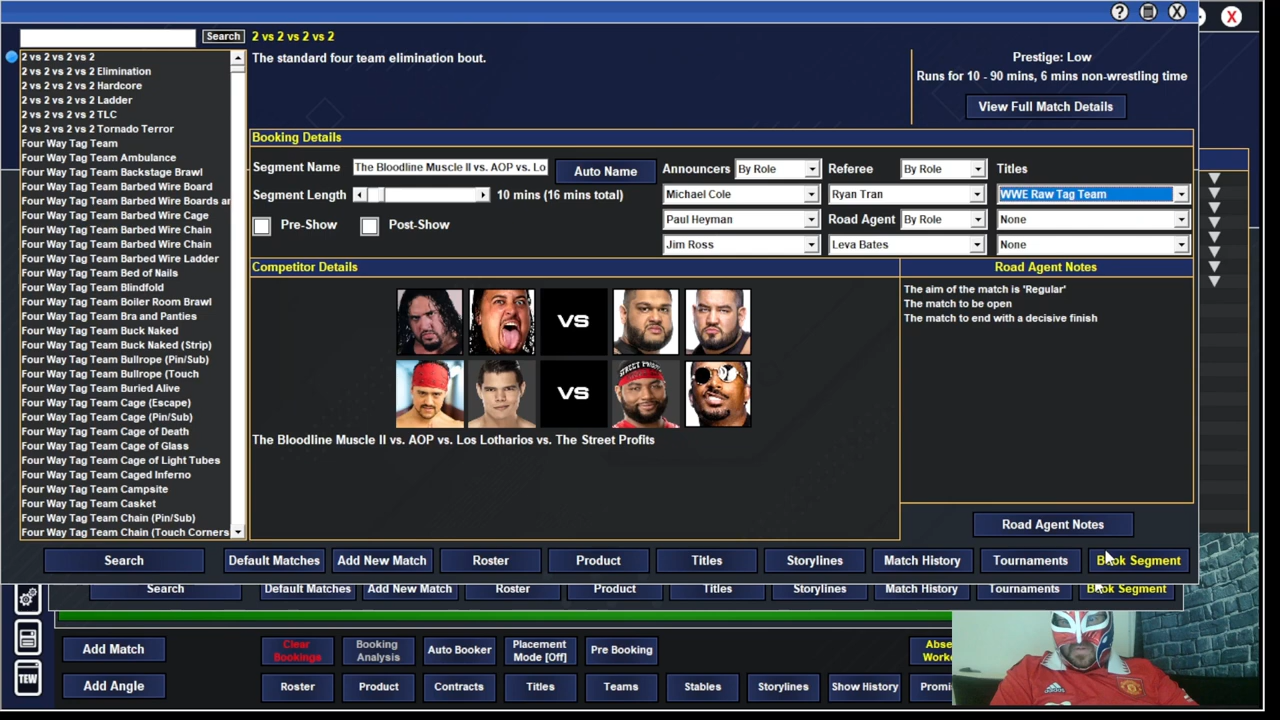 ? X
X
Search 2 vs 2 vs 2 vs 2
2 vs 2 vs 2 vs 2
2 vs 2 vs 2 vs 2 Elimination
2 vs 2 vs 2 vs 2 Hardcore
2 vs 2 vs 2 vs 2 Ladder
2 vs 2 vs 2 vs 2 TLC
2 vs 2 vs 2 vs 2 Tornado Terror
Four Way Tag Team
Four Way Tag Team Ambulance
Four Way Tag Team Backstage Brawl
Four Way Tag Team Barbed Wire Board
Four Way Tag Team Barbed Wire Boards ar
Four Way Tag Team Barbed Wire Cage
Four Way Tag Team Barbed Wire Chain
Four Way Tag Team Barbed Wire Chain
Four Way Tag Team Barbed Wire Ladder
Four Way Tag Team Bed of Nails
Four Way Tag Team Blindfold
Four Way Tag Team Boiler Room Brawl
Four Way Tag Team Bra and Panties
Four Way Tag Team Buck Naked
Four Way Tag Team Buck Naked (Strip)
Four Way Tag Team Bullrope (Pin/Sub)
Four Way Tag Team Bullrope (Touch
Four Way Tag Team Buried Alive
Four Way Tag Team Cage (Escape)
Four Way Tag Team Cage (Pin/Sub)
Four Way Tag Team Cage of Death
Four Way Tag Team Cage of Glass
Four Way Tag Team Cage of Light Tubes
Four Way Tag Team Caged Inferno
Four Way Tag Team Campsite
Four Way Tag Team Casket
Four Way Tag Team Chain (Pin/Sub)
Four Way Tag Team Chain (Touch Corners
The standard four team elimination bout.
Prestige: Low
Runs for 10 - 90 mins, 6 mins non-wrestling time
View Full Match Details
Booking Details
Segment Name The Bloodline Muscle II vs. AOP vs. Lo Auto Name Announcers By Role Referee By Role Titles
Segment Length 10 mins (16 mins total) Michael Cole Ryan Tran WWE Raw Tag Team
Pre-Show Post-Show Paul Heyman Road Agent By Role None
Jim Ross Leva Bates None
Competitor Details Road Agent Notes
VS
VS
STREET PROFITS
The Bloodline Muscle II vs. AOP vs. Los Lotharios vs. The Street Profits
The aim of the match is 'Regular'
The match to be open
The match to end with a decisive finish
Road Agent Notes
Search Default Matches Add New Match Roster Product Titles Storylines Match History Tournaments Book Segment
Search Default Matches Add New Match Roster Product Titles Storylines Match History Tournaments Book Segment
Add Match Clear Bookings Booking Analysis Auto Booker Placement Mode [Off] Pre Booking
TEW Add Angle Roster Product Contracts Titles Teams Stables Storylines Show History
adidas